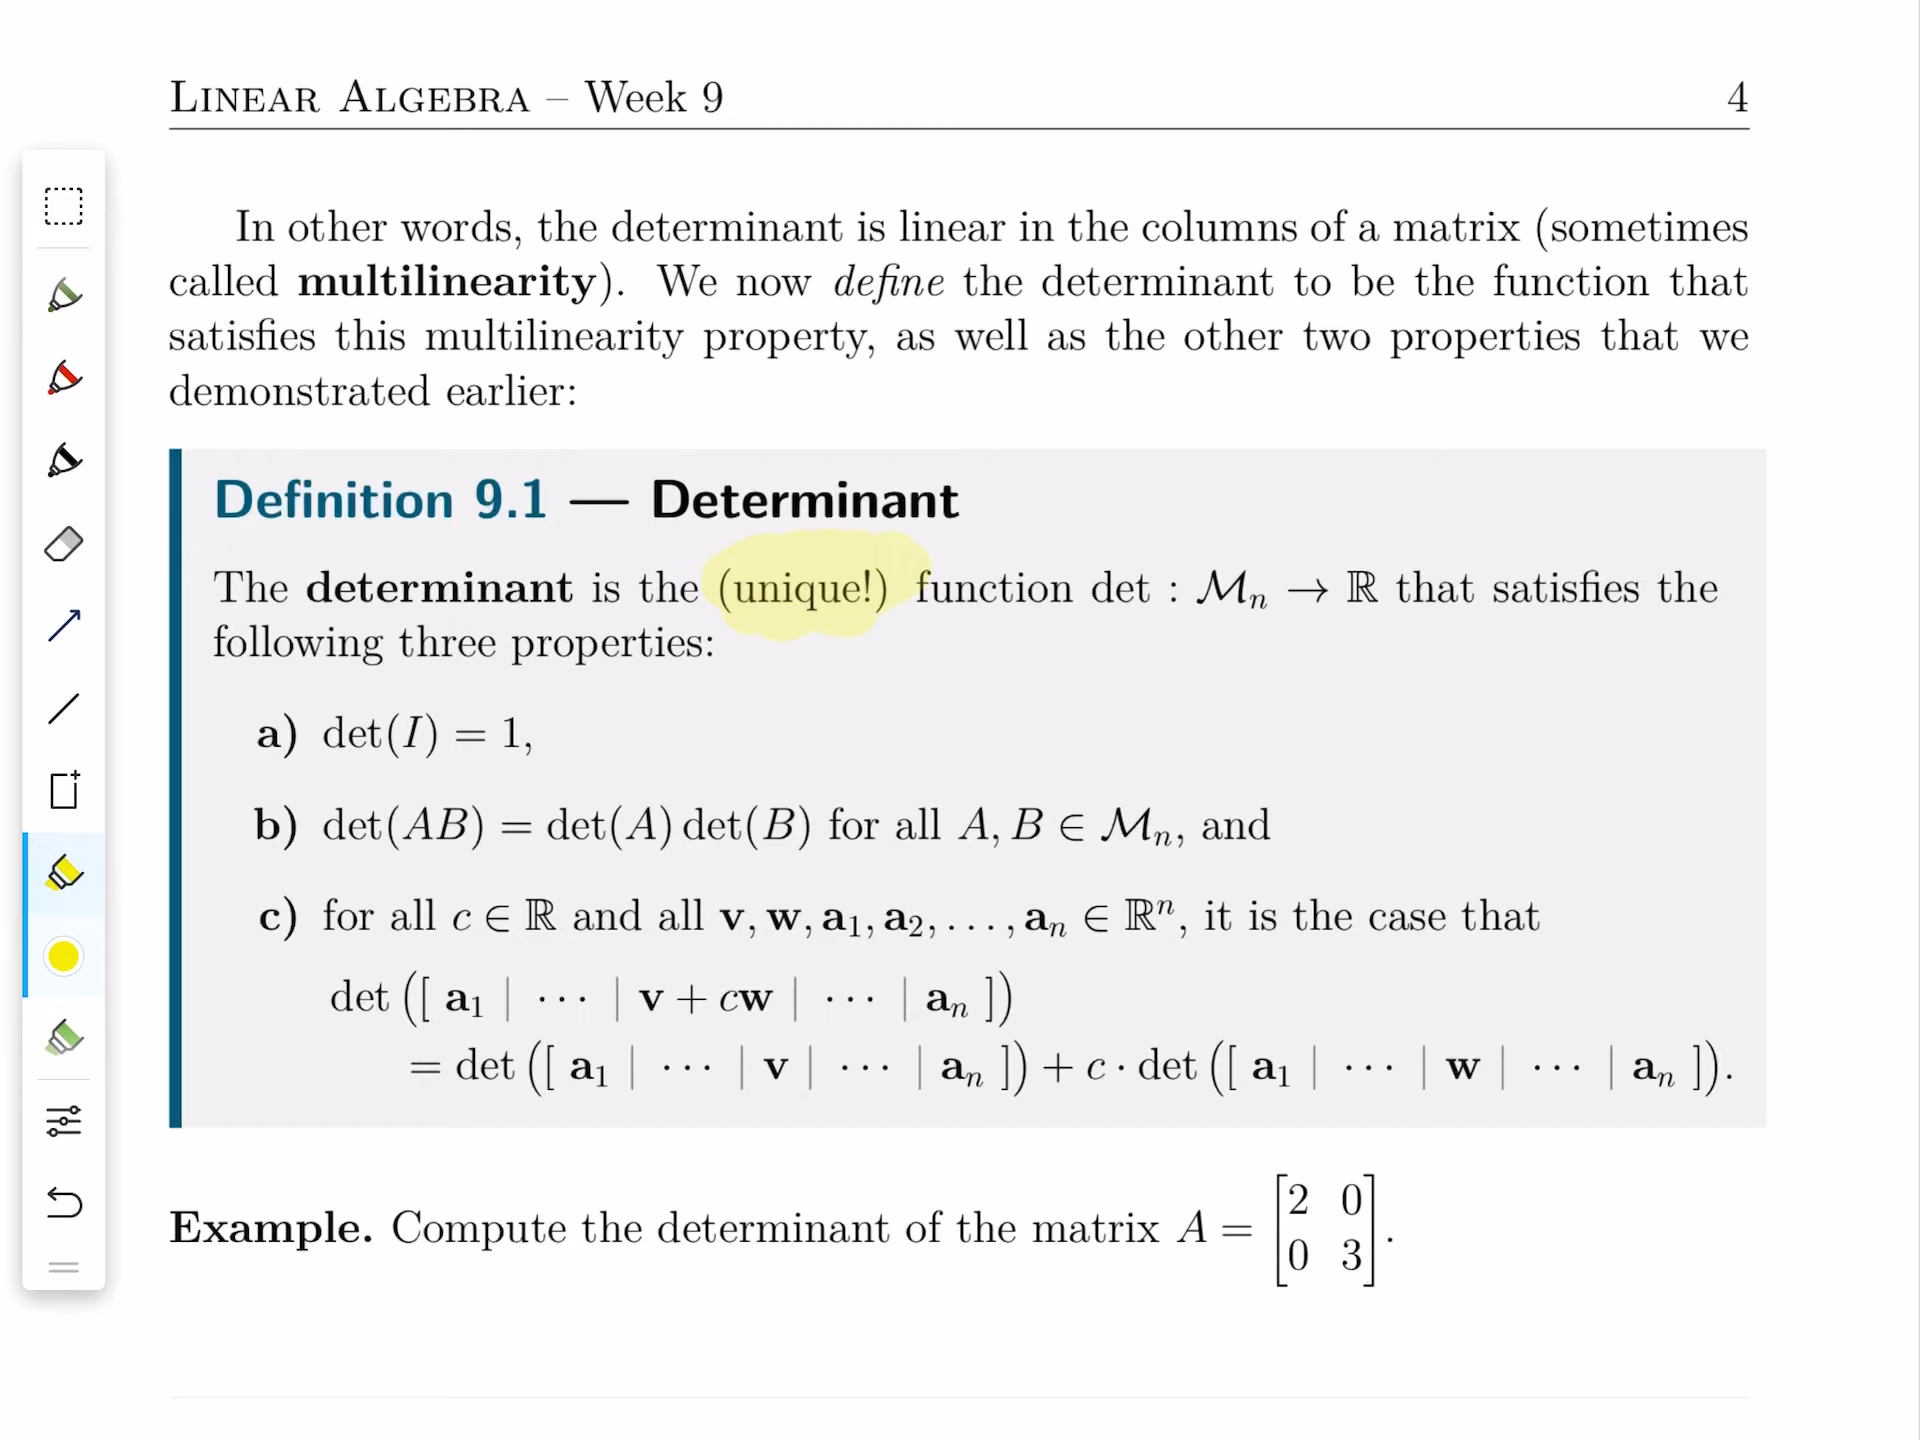 LINEAR ALGEBRA – Week 9 4
In other words, the determinant is linear in the columns of a matrix (sometimes
called multilinearity). We now define the determinant to be the function that
satisfies this multilinearity property, as well as the other two properties that we
demonstrated earlier:
Definition 9.1 — Determinant
The determinant is the (unique!) function det : ℳₙ → ℝ that satisfies the
following three properties:
a) det(I) = 1,
b) det(AB) = det(A) det(B) for all A, B ∈ ℳₙ, and
c) for all c ∈ ℝ and all v, w, a₁, a₂, . . . , aₙ ∈ ℝⁿ, it is the case that
det ([ a₁ | ⋯ | v + cw | ⋯ | aₙ ])
= det ([ a₁ | ⋯ | v | ⋯ | aₙ ]) + c · det ([ a₁ | ⋯ | w | ⋯ | aₙ ]).
Example. Compute the determinant of the matrix A = [2 0
0 3].